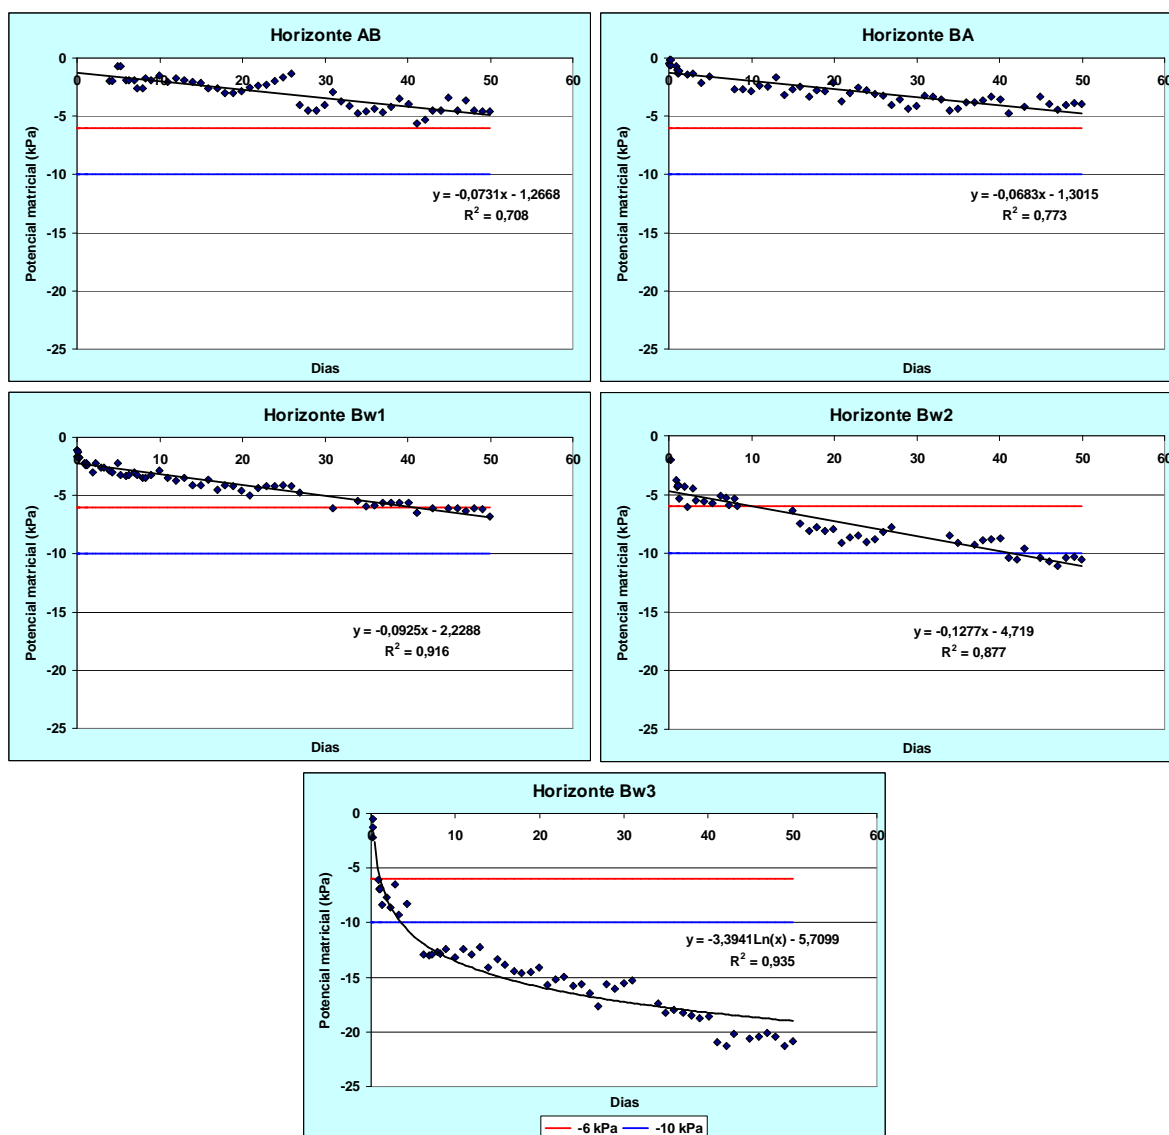 Horizonte AB
0
-5
-10
-15
-20
-25
0 10 20 30 40 50 60
Potencial matricial (kPa)
Dias
y = -0,0731x - 1,2668
R² = 0,708
Horizonte BA
0
-5
-10
-15
-20
-25
0 10 20 30 40 50 60
Potencial matricial (kPa)
Dias
y = -0,0683x - 1,3015
R² = 0,773
Horizonte Bw1
0
-5
-10
-15
-20
-25
0 10 20 30 40 50 60
Potencial matricial (kPa)
Dias
y = -0,0925x - 2,2288
R² = 0,916
Horizonte Bw2
0
-5
-10
-15
-20
-25
0 10 20 30 40 50 60
Potencial matricial (kPa)
Dias
y = -0,1277x - 4,719
R² = 0,877
Horizonte Bw3
0
-5
-10
-15
-20
-25
0 10 20 30 40 50 60
Potencial matricial (kPa)
Dias
y = -3,3941Ln(x) - 5,7099
R² = 0,935
-6 kPa -10 kPa